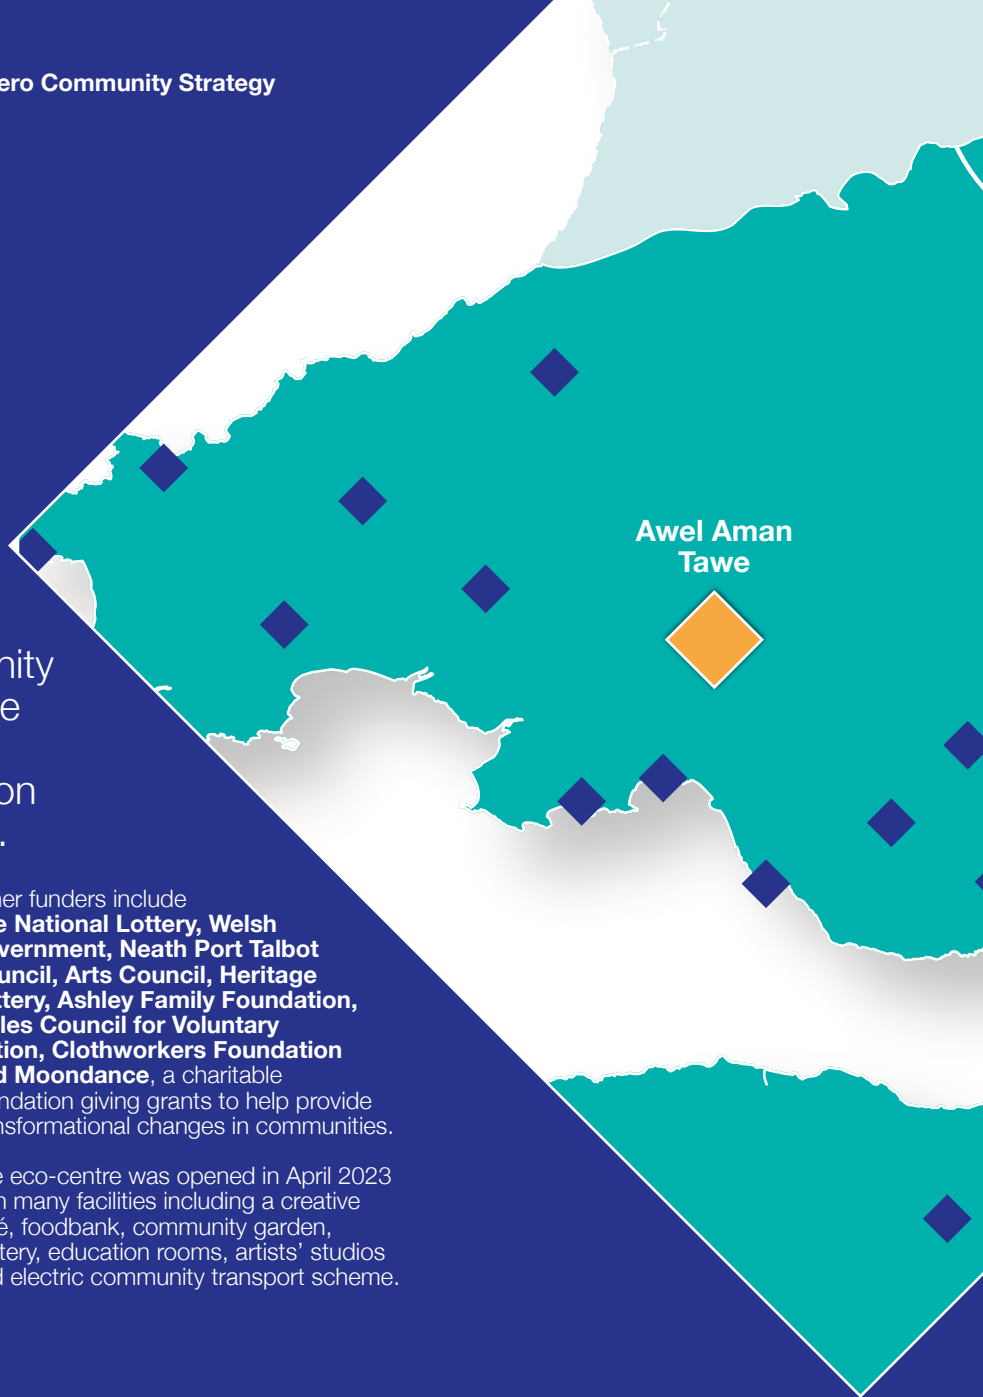 ero Community Strategy
Awel Aman
Tawe
nity
e
on
.
ner funders include
e National Lottery, Welsh
vernment, Neath Port Talbot
uncil, Arts Council, Heritage
ttery, Ashley Family Foundation,
les Council for Voluntary
tion, Clothworkers Foundation
d Moondance, a charitable
ndation giving grants to help provide
nsformational changes in communities.
e eco-centre was opened in April 2023
h many facilities including a creative
é, foodbank, community garden,
tery, education rooms, artists’ studios
d electric community transport scheme.